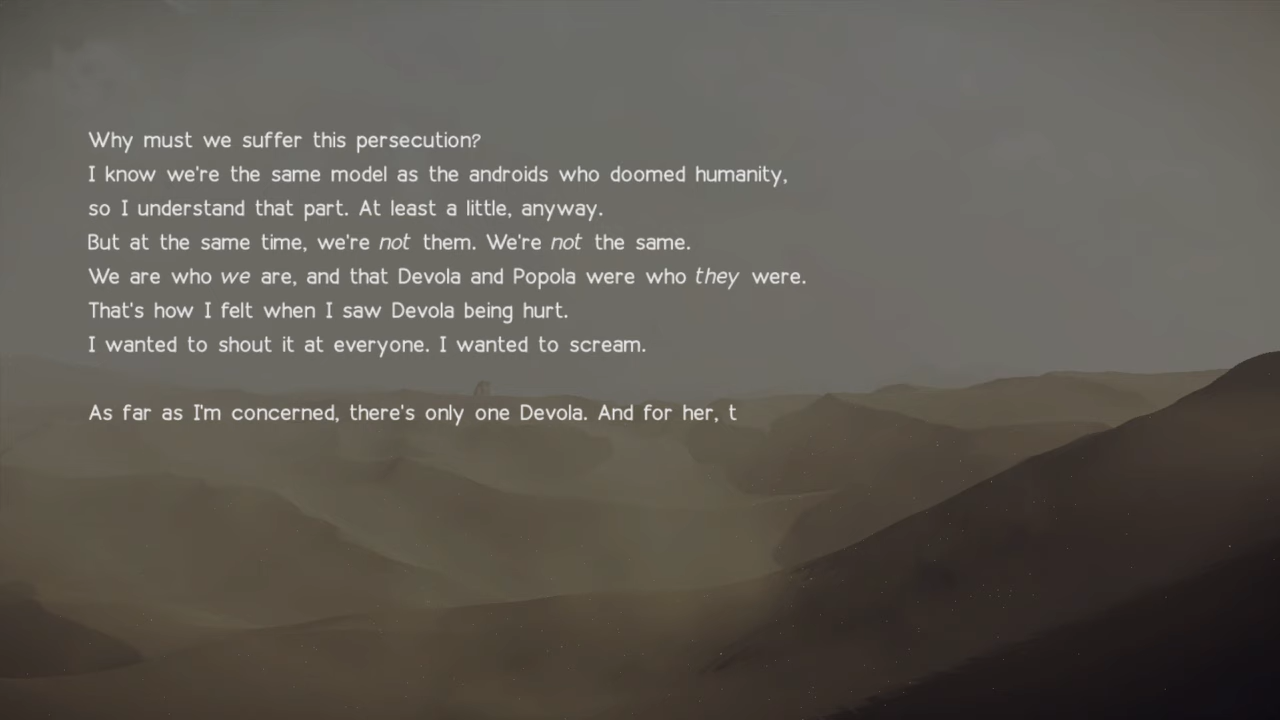 Why must we suffer this persecution?
I know we're the same model as the androids who doomed humanity,
so I understand that part. At least a little, anyway.
But at the same time, we're not them. We're not the same.
We are who we are, and that Devola and Popola were who they were.
That's how I felt when I saw Devola being hurt.
I wanted to shout it at everyone. I wanted to scream.
As far as I'm concerned, there's only one Devola. And for her, t